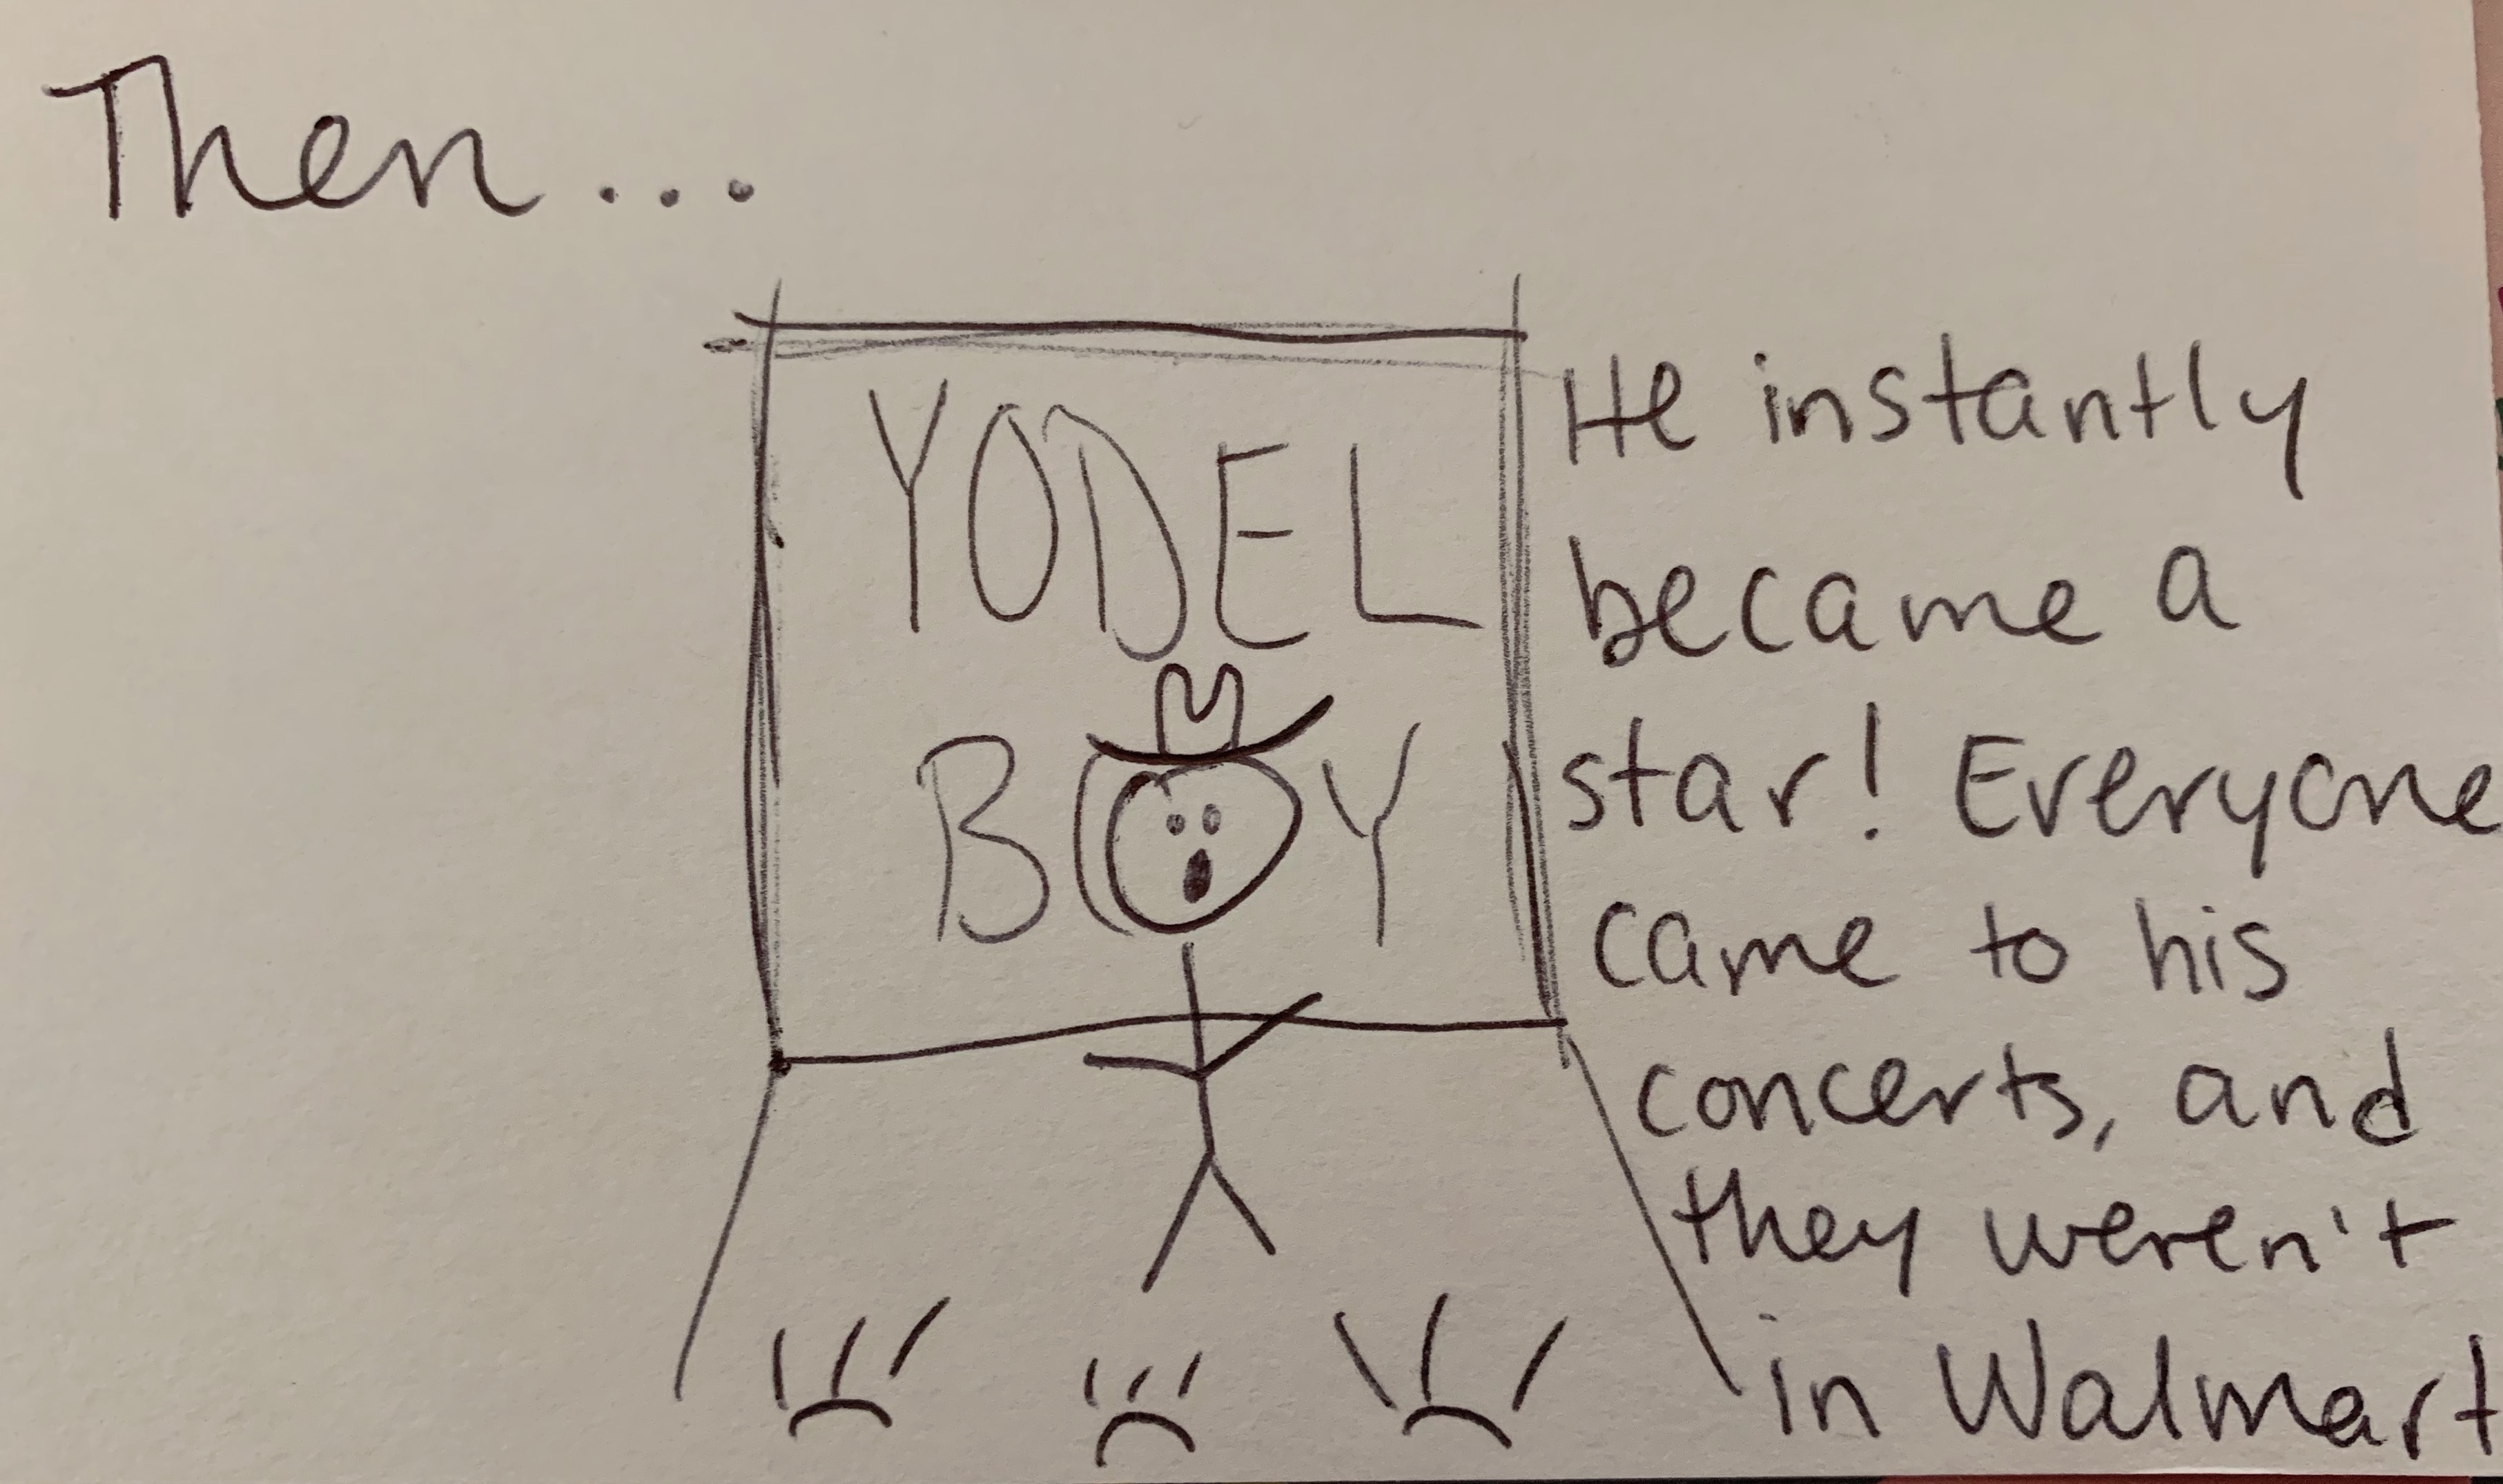 Then...
YODEL
BOY
He instantly
became a
star! Everyone
came to his
concerts, and
they weren't
in Walmart